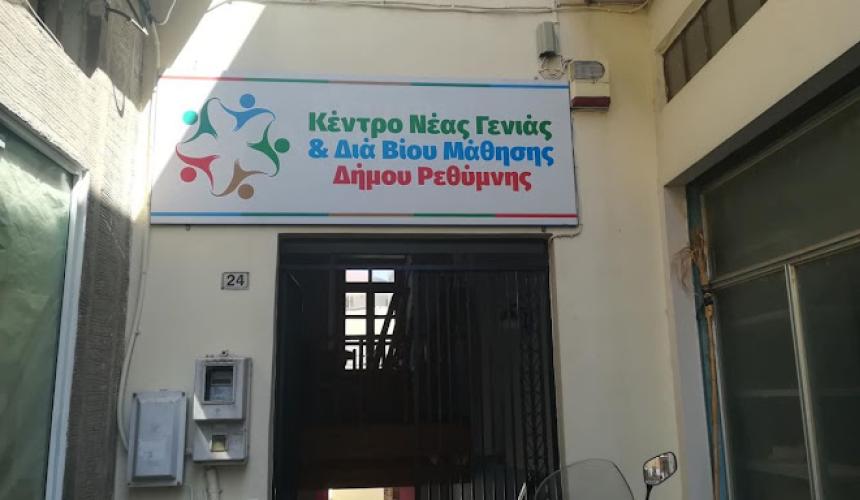 Κέντρο Νέας Γενιάς
& Διά Βίου Μάθησης
Δήμου Ρεθύμνης
24